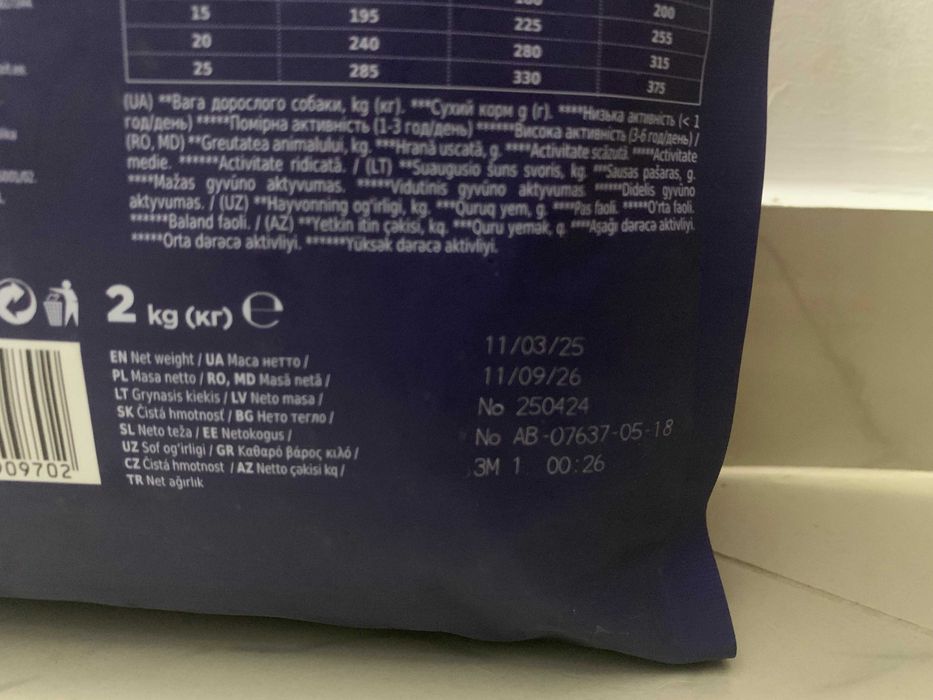 15 195 225 200
20 240 280 255
25 285 330 315
375
(UA) **Вага дорослого собаки, kg (кг). ***Сухий корм g (г). ****Низька активність (< 1
год/день) *****Помірна активність (1-3 год/день) ******Висока активність (3-6 год/день) /
(RO, MD) **Greutatea animalului, kg. ***Hrană uscată, g. ****Activitate scăzută. *****Activitate
medie. ******Activitate ridicată. / (LT) **Suaugusio šuns svoris, kg. ***Sausas pašaras, g.
****Mažas gyvūno aktyvumas. *****Vidutinis gyvūno aktyvumas. ******Didelis gyvūno
aktyvumas. / (UZ) **Hayvonning og'irligi, kg. ***Quruq yem, g. ****Pas faoli. *****O'rta faoli.
******Baland faoli. / (AZ) **Yetkin itin çəkisi, kq. ***Quru yemək, q. ****Aşağı dərəcə aktivliyi.
*****Orta dərəcə aktivliyi. ******Yüksək dərəcə aktivliyi.
2 kg (кг) ℮
EN Net weight / UA Маса нетто /
PL Masa netto / RO, MD Masă netă /
LT Grynasis kiekis / LV Neto masa /
SK Čistá hmotnosť / BG Нето тегло /
SL Neto teža / EE Netokogus /
UZ Sof og'irligi / GR Καθαρό βάρος κιλό /
CZ Čistá hmotnost / AZ Netto çəkisi kq /
TR Net ağırlık
09702
11/03/25
11/09/26
No 250424
No AB-07637-05-18
ЗМ 1 00:26